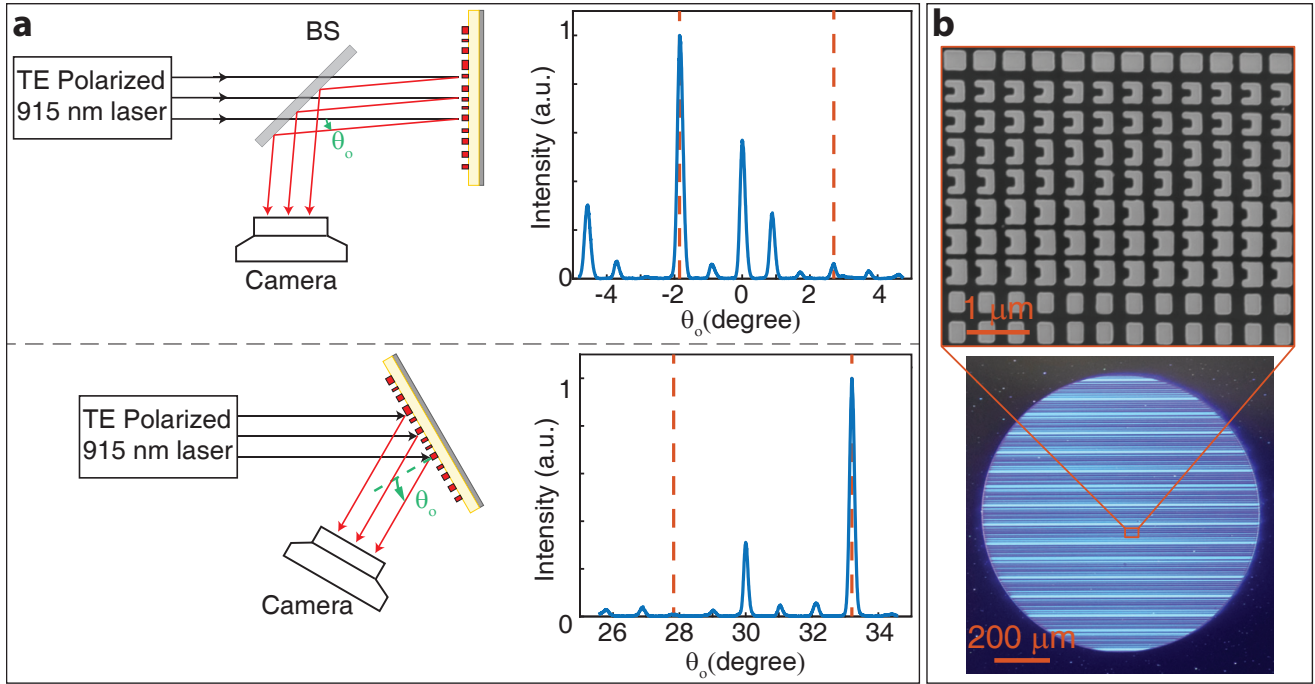 a
BS
TE Polarized
915 nm laser
θo
Camera
Intensity (a.u.)
1
0
-4 -2 0 2 4
θo(degree)
TE Polarized
915 nm laser
θo
Camera
Intensity (a.u.)
1
0
26 28 30 32 34
θo(degree)
b
1 μm
200 μm